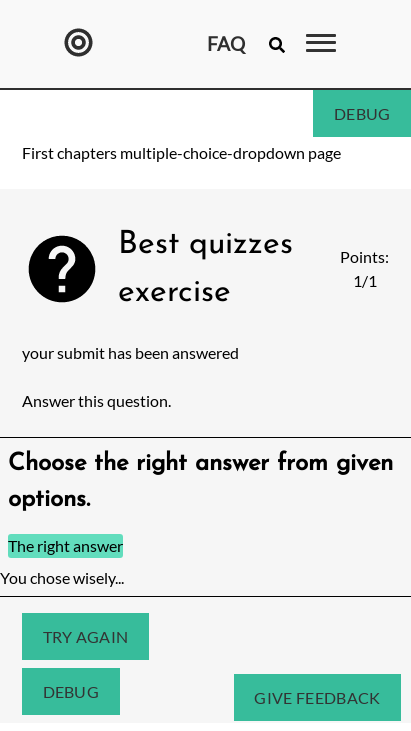 FAQ
DEBUG
First chapters multiple-choice-dropdown page
Best quizzes
exercise
Points:
1/1
your submit has been answered
Answer this question.
Choose the right answer from given
options.
The right answer
You chose wisely...
TRY AGAIN
DEBUG
GIVE FEEDBACK